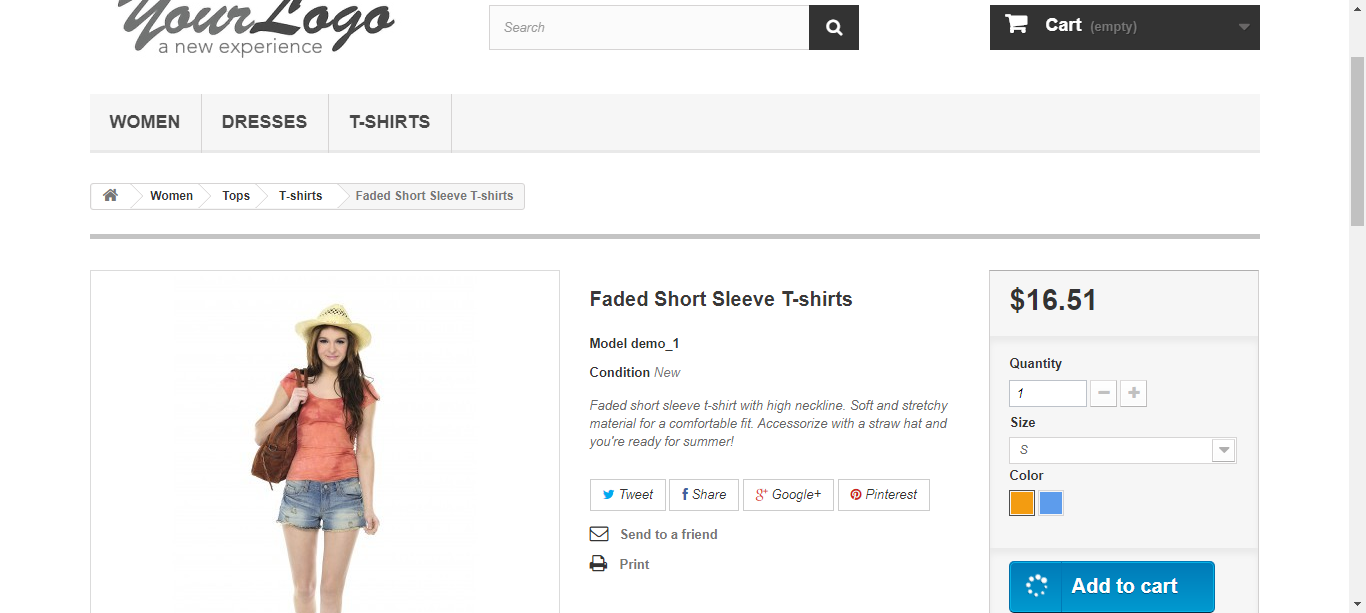 YourLogo
a new experience
Search
Cart (empty)
WOMEN
DRESSES
T-SHIRTS
Women
Tops
T-shirts
Faded Short Sleeve T-shirts
Faded Short Sleeve T-shirts
Model demo_1
Condition New
Faded short sleeve t-shirt with high neckline. Soft and stretchy
material for a comfortable fit. Accessorize with a straw hat and
you're ready for summer!
Tweet
Share
Google+
Pinterest
Send to a friend
Print
$16.51
Quantity
1
Size
S
Color
Add to cart